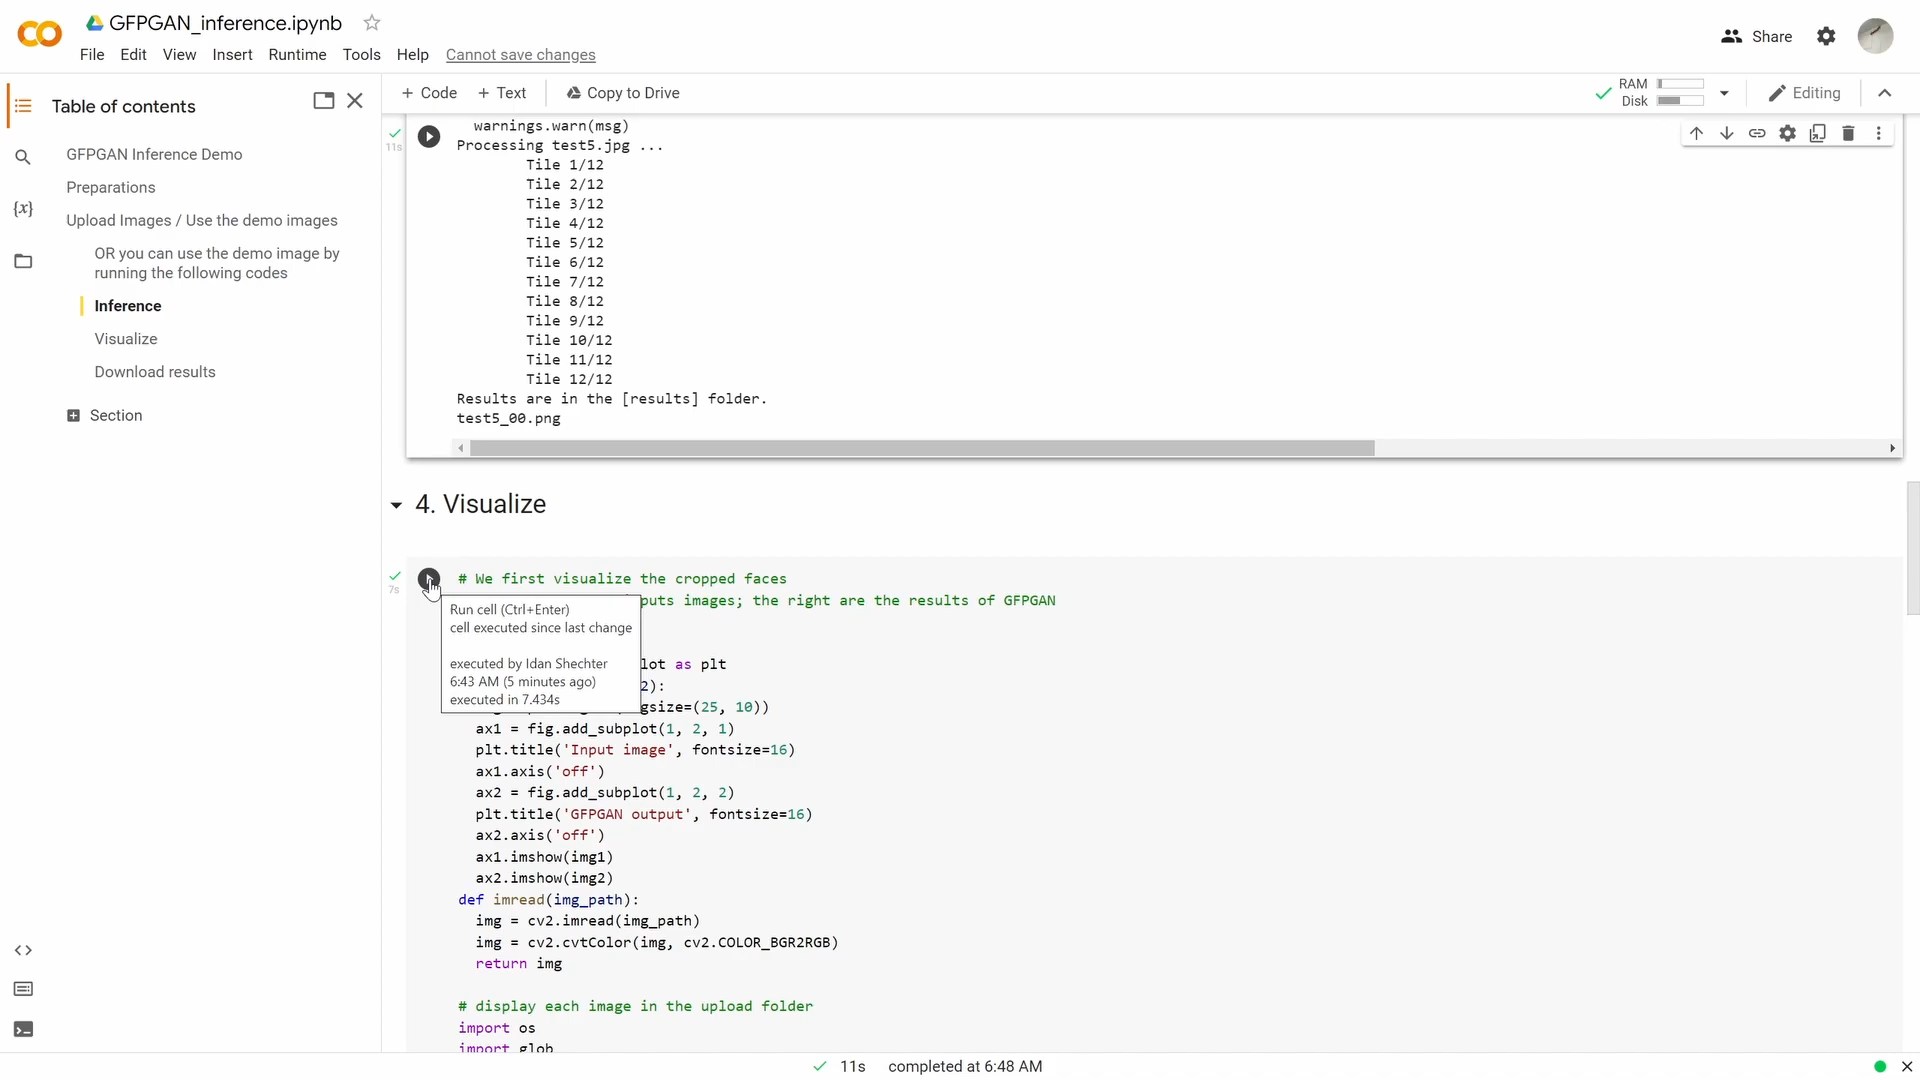 GFPGAN_inference.ipynb
File Edit View Insert Runtime Tools Help Cannot save changes
Share
Table of contents
GFPGAN Inference Demo
Preparations
Upload Images / Use the demo images
OR you can use the demo image by
running the following codes
Inference
Visualize
Download results
Section
{x}
+ Code + Text Copy to Drive
RAM
Disk
Editing
11s
warnings.warn(msg)
Processing test5.jpg ...
Tile 1/12
Tile 2/12
Tile 3/12
Tile 4/12
Tile 5/12
Tile 6/12
Tile 7/12
Tile 8/12
Tile 9/12
Tile 10/12
Tile 11/12
Tile 12/12
Results are in the [results] folder.
test5_00.png
4. Visualize
7s
# We first visualize the cropped faces
puts images; the right are the results of GFPGAN
Run cell (Ctrl+Enter)
cell executed since last change
executed by Idan Shechter
6:43 AM (5 minutes ago)
executed in 7.434s
lot as plt
2):
gsize=(25, 10))
ax1 = fig.add_subplot(1, 2, 1)
plt.title('Input image', fontsize=16)
ax1.axis('off')
ax2 = fig.add_subplot(1, 2, 2)
plt.title('GFPGAN output', fontsize=16)
ax2.axis('off')
ax1.imshow(img1)
ax2.imshow(img2)
def imread(img_path):
img = cv2.imread(img_path)
img = cv2.cvtColor(img, cv2.COLOR_BGR2RGB)
return img
# display each image in the upload folder
import os
import glob
11s completed at 6:48 AM